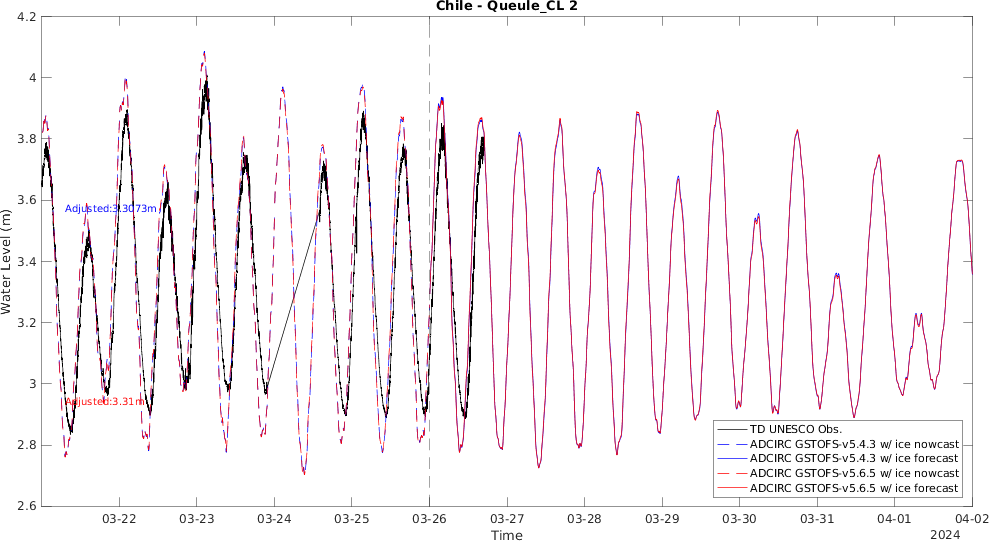 Chile - Queule_CL 2
4.2
4
3.8
3.6
3.4
3.2
3
2.8
2.6
Water Level (m)
Adjusted:3.3073m
Adjusted:3.31m
TD UNESCO Obs.
ADCIRC GSTOFS-v5.4.3 w/ ice nowcast
ADCIRC GSTOFS-v5.4.3 w/ ice forecast
ADCIRC GSTOFS-v5.6.5 w/ ice nowcast
ADCIRC GSTOFS-v5.6.5 w/ ice forecast
03-22 03-23 03-24 03-25 03-26 03-27 03-28 03-29 03-30 03-31 04-01 04-02
Time
2024